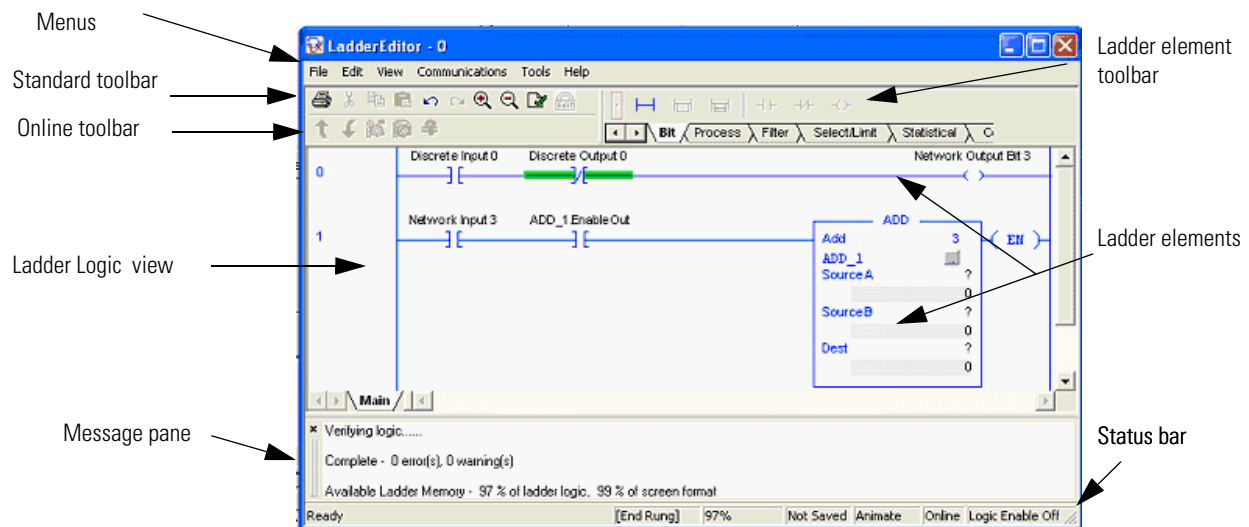 Menus
Standard toolbar
Online toolbar
Ladder Logic view
Message pane
Ladder element
toolbar
Ladder elements
Status bar
LadderEditor - 0
File Edit View Communications Tools Help
Bit Process Filter Select/Limit Statistical
Discrete Input 0 Discrete Output 0 Network Output Bit 3
0
Network Input 3 ADD_1.EnableOut
1
ADD
Add 3
EN
ADD_1
SourceA ?
0
SourceB ?
0
Dest ?
0
Main
Verifying logic......
Complete - 0 error(s), 0 warning(s)
Available Ladder Memory - 97 % of ladder logic, 99 % of screen format
Ready [End Rung] 97% Not Saved Animate Online Logic Enable Off